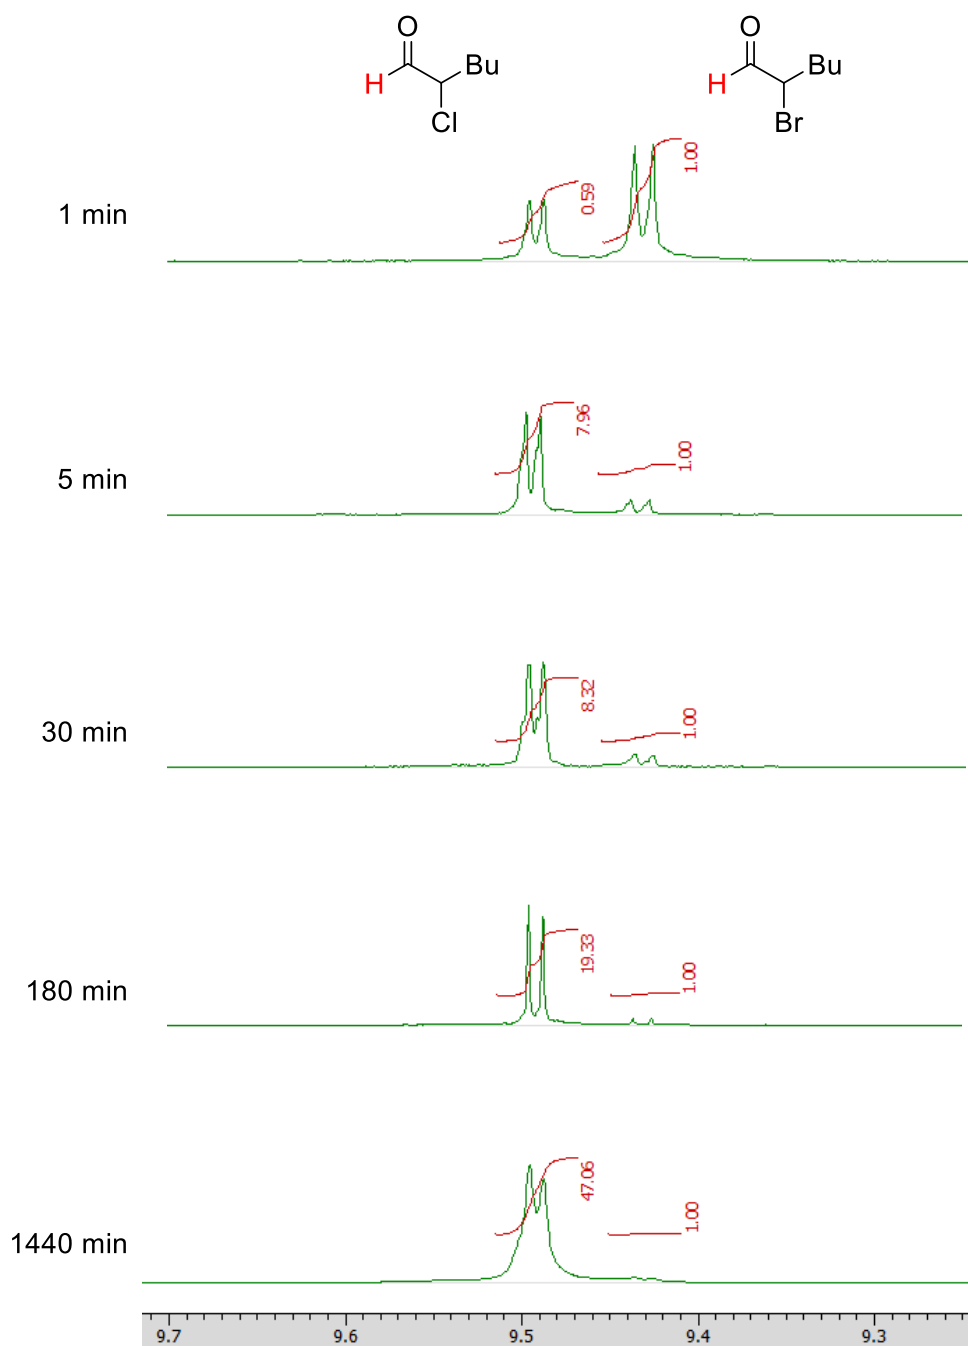 O O
H Bu H Bu
Cl Br
1 min 0.59 1.00
5 min 7.96 1.00
30 min 8.32 1.00
180 min 19.33 1.00
1440 min 47.06 1.00
9.7 9.6 9.5 9.4 9.3